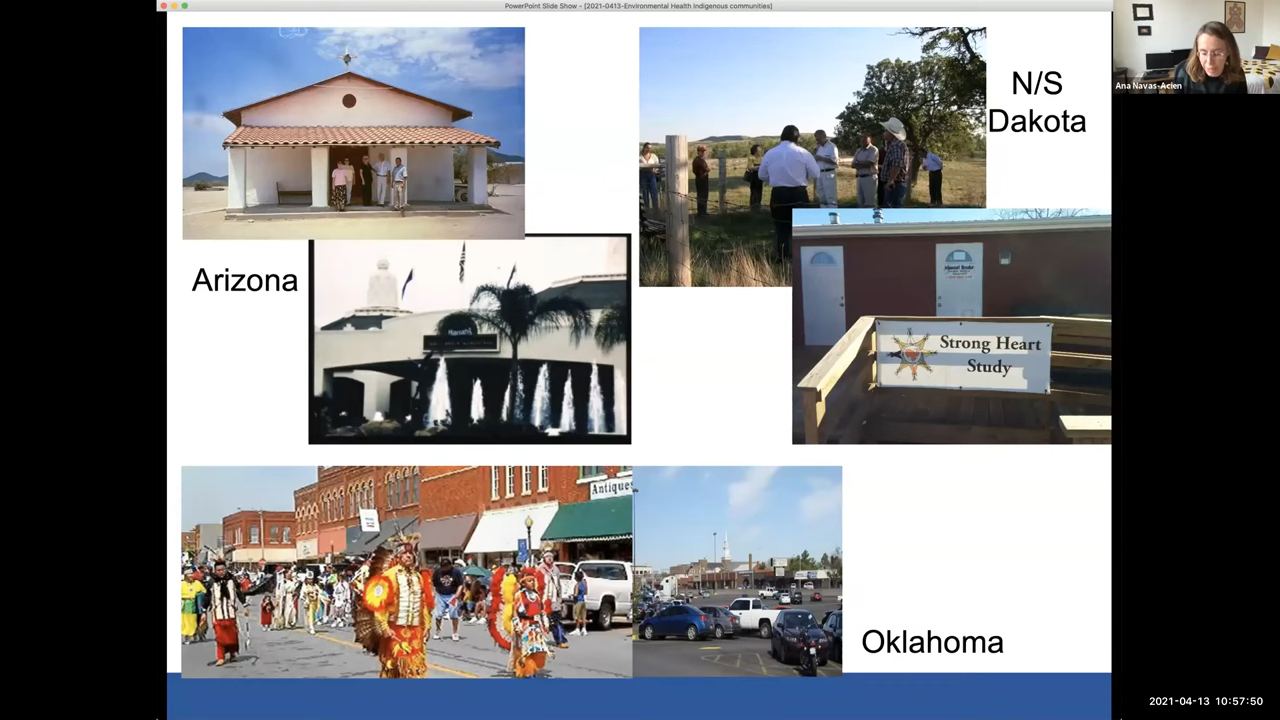 PowerPoint Slide Show - [2021-0413-Environmental Health Indigenous communities]
Ana Navas-Acien
N/S
Dakota
Arizona
Strong Heart
Study
Antiques
Oklahoma
2021-04-13 10:57:50